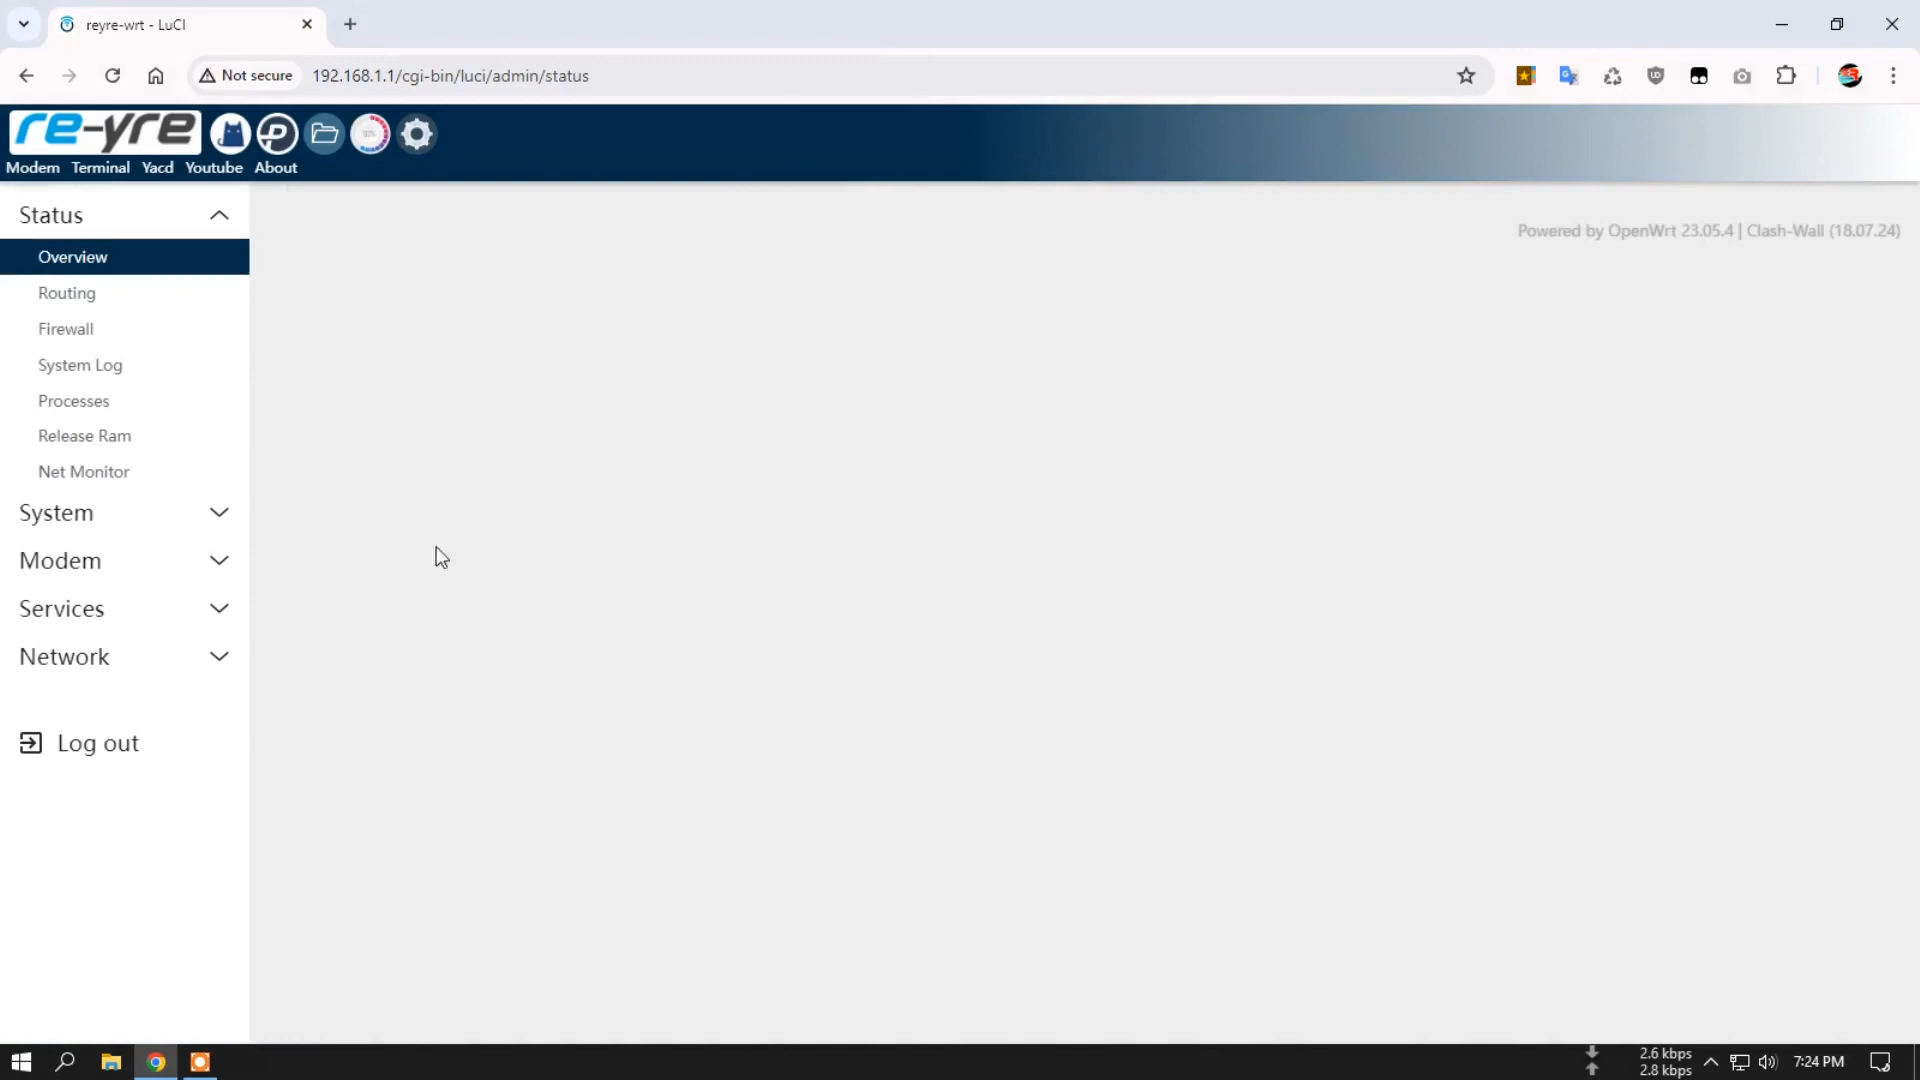 reyre-wrt - LuCI
Not secure
192.168.1.1/cgi-bin/luci/admin/status
re-yre
Modem Terminal Yacd Youtube About
Status
Powered by OpenWrt 23.05.4 | Clash-Wall (18.07.24)
Overview
Routing
Firewall
System Log
Processes
Release Ram
Net Monitor
System
Modem
Services
Network
Log out
2.6 kbps
2.8 kbps
7:24 PM